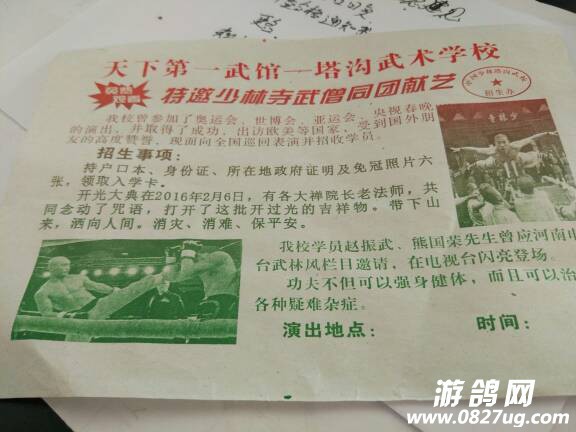 天下第一武馆—塔沟武术学校
特邀少林寺武僧同团献艺
我校曾参加了奥运会、世博会、亚运会、央视春晚
的演出、并取得了成功、出访欧美等国家、受到国外朋
友的高度赞誉、现面向全国巡回表演并招收学员。
招生事项：
持户口本、身份证、所在地政府证明及免冠照片六
张，领取入学卡。
开光大典在2016年2月6日，有各大禅院长老法师，共
同念动了咒语，打开了这批开过光的吉祥物。带下山
来，洒向人间。消灾、消难、保平安。
招生办
我校学员赵振武、熊国荣先生曾应河南电
台武林风栏目邀请，在电视台闪亮登场。
功夫不但可以强身健体，而且可以治
各种疑难杂症。
演出地点：
时间：
游鸽网
www.0827ug.com